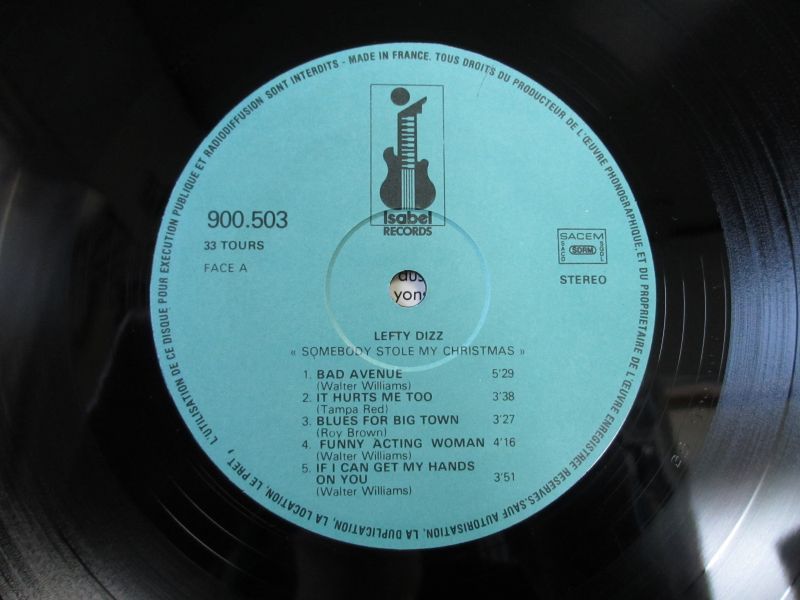 L'UTILISATION DE CE DISQUE POUR EXECUTION PUBLIQUE ET RADIODIFFUSION SONT INTERDITS - MADE IN FRANCE. TOUS DROITS DU PRODUCTEUR DE L'ŒUVRE PHONOGRAPHIQUE, ET DU PROPRIETAIRE DE L'ŒUVRE ENREGISTREE RESERVES. SAUF AUTORISATION, LA DUPLICATION, LA LOCATION, LE PRET,
Isabel
RECORDS
900.503
33 TOURS
FACE A
SACEM
SACD
SDRM
SGDL
STEREO
yon
LEFTY DIZZ
« SOMEBODY STOLE MY CHRISTMAS »
1. BAD AVENUE 5'29
(Walter Williams)
2. IT HURTS ME TOO 3'38
(Tampa Red)
3. BLUES FOR BIG TOWN 3'27
(Roy Brown)
4. FUNNY ACTING WOMAN 4'16
(Walter Williams)
5. IF I CAN GET MY HANDS
ON YOU 3'51
(Walter Williams)